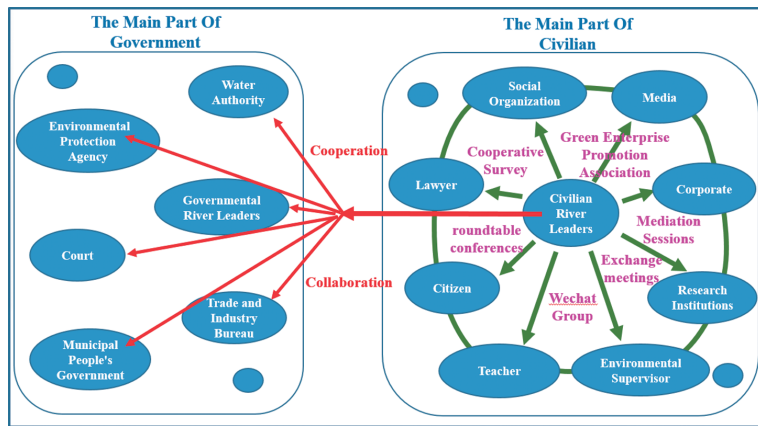 The Main Part Of
Government
Water
Authority
Environmental
Protection
Agency
Cooperation
Governmental
River Leaders
Court
Collaboration
Trade and
Industry
Bureau
Municipal
People's
Government
The Main Part Of
Civilian
Social
Organization
Media
Green Enterprise
Promotion
Association
Cooperative
Survey
Lawyer
Civilian
River
Leaders
Corporate
Mediation
Sessions
roundtable
conferences
Exchange
meetings
Citizen
Wechat
Group
Research
Institutions
Teacher
Environmental
Supervisor